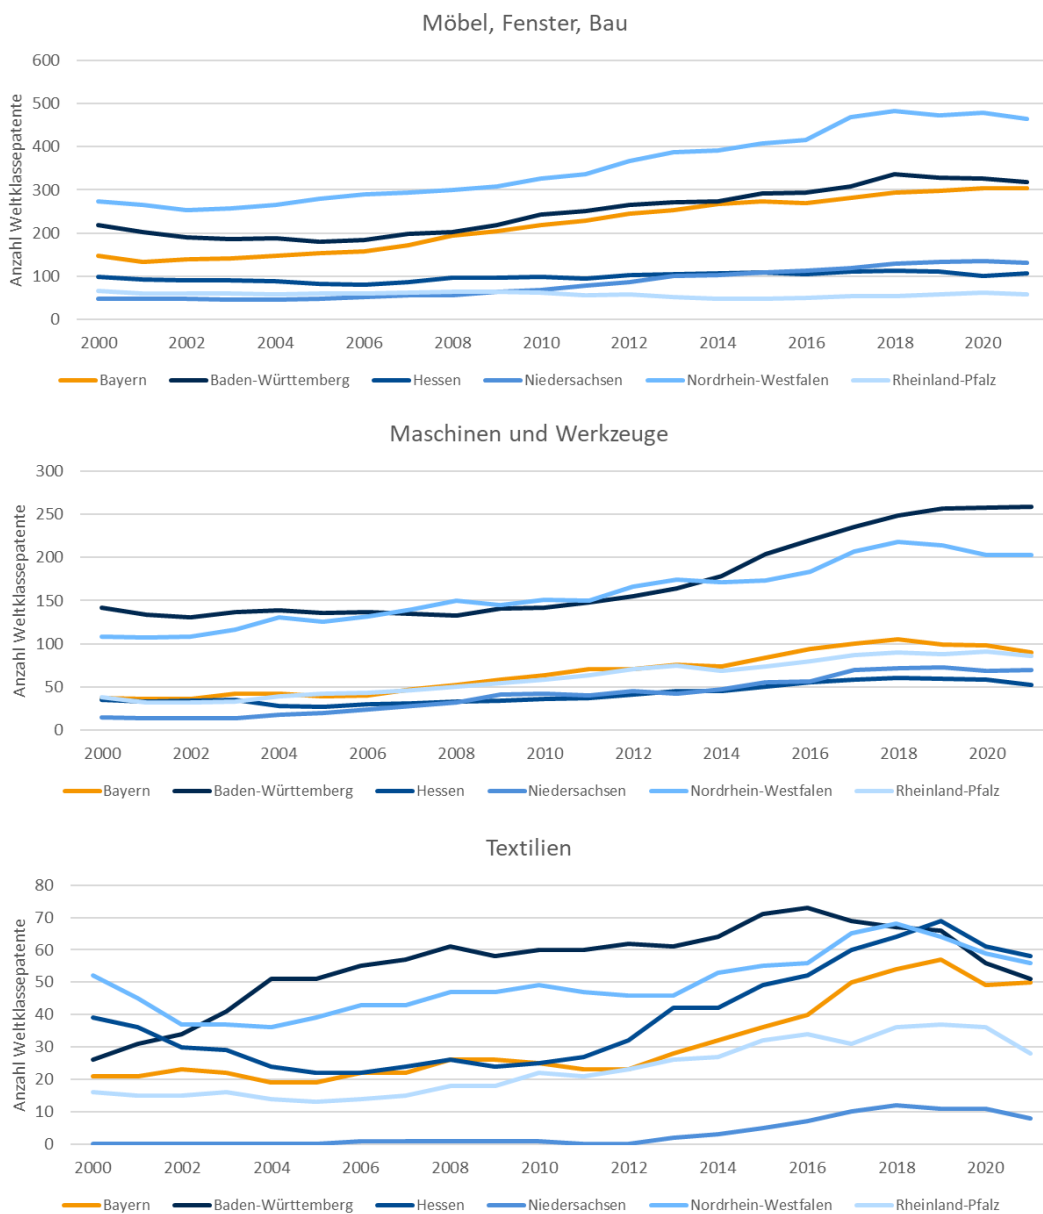 Möbel, Fenster, Bau
Anzahl Weltklassepatente
600
500
400
300
200
100
0
2000 2002 2004 2006 2008 2010 2012 2014 2016 2018 2020
Bayern Baden-Württemberg Hessen Niedersachsen Nordrhein-Westfalen Rheinland-Pfalz
Maschinen und Werkzeuge
Anzahl Weltklassepatente
300
250
200
150
100
50
0
2000 2002 2004 2006 2008 2010 2012 2014 2016 2018 2020
Bayern Baden-Württemberg Hessen Niedersachsen Nordrhein-Westfalen Rheinland-Pfalz
Textilien
Anzahl Weltklassepatente
80
70
60
50
40
30
20
10
0
2000 2002 2004 2006 2008 2010 2012 2014 2016 2018 2020
Bayern Baden-Württemberg Hessen Niedersachsen Nordrhein-Westfalen Rheinland-Pfalz